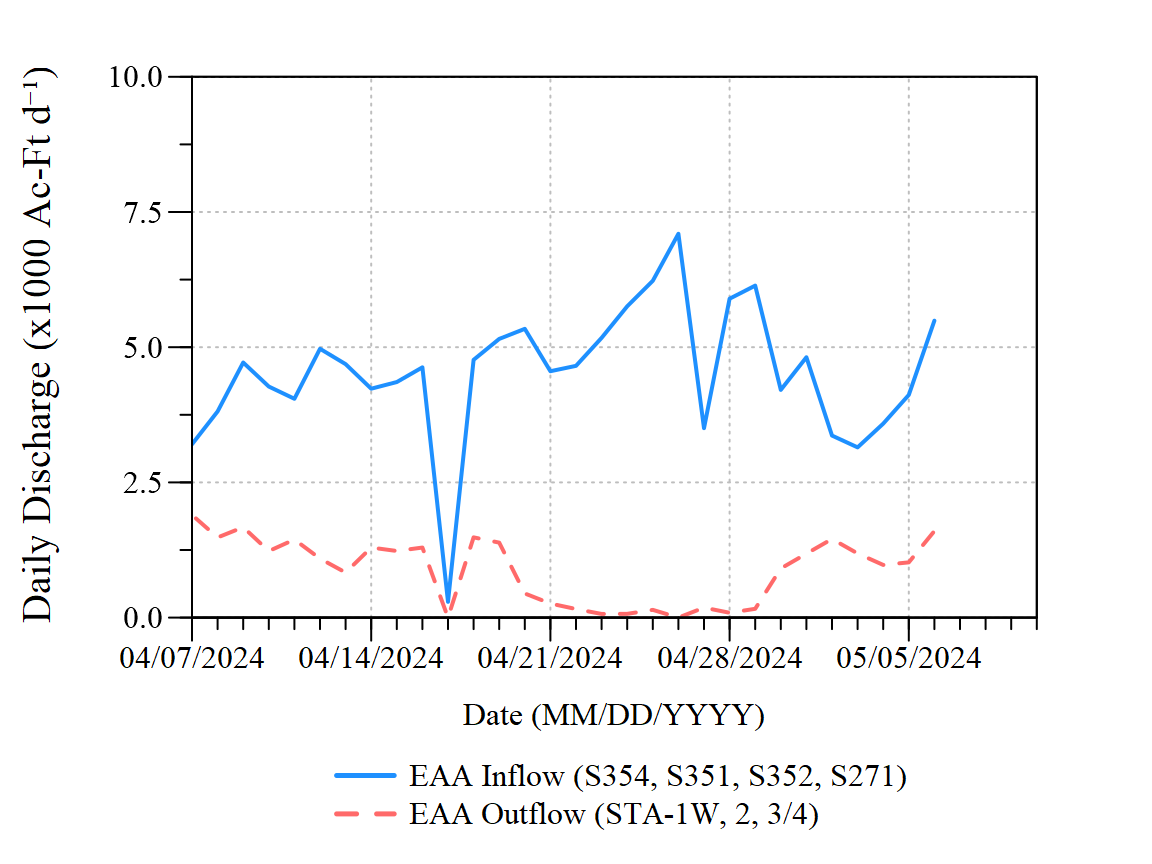 Daily Discharge (x1000 Ac-Ft d⁻¹)
10.0
7.5
5.0
2.5
0.0
04/07/2024 04/14/2024 04/21/2024 04/28/2024 05/05/2024
Date (MM/DD/YYYY)
EAA Inflow (S354, S351, S352, S271)
EAA Outflow (STA-1W, 2, 3/4)